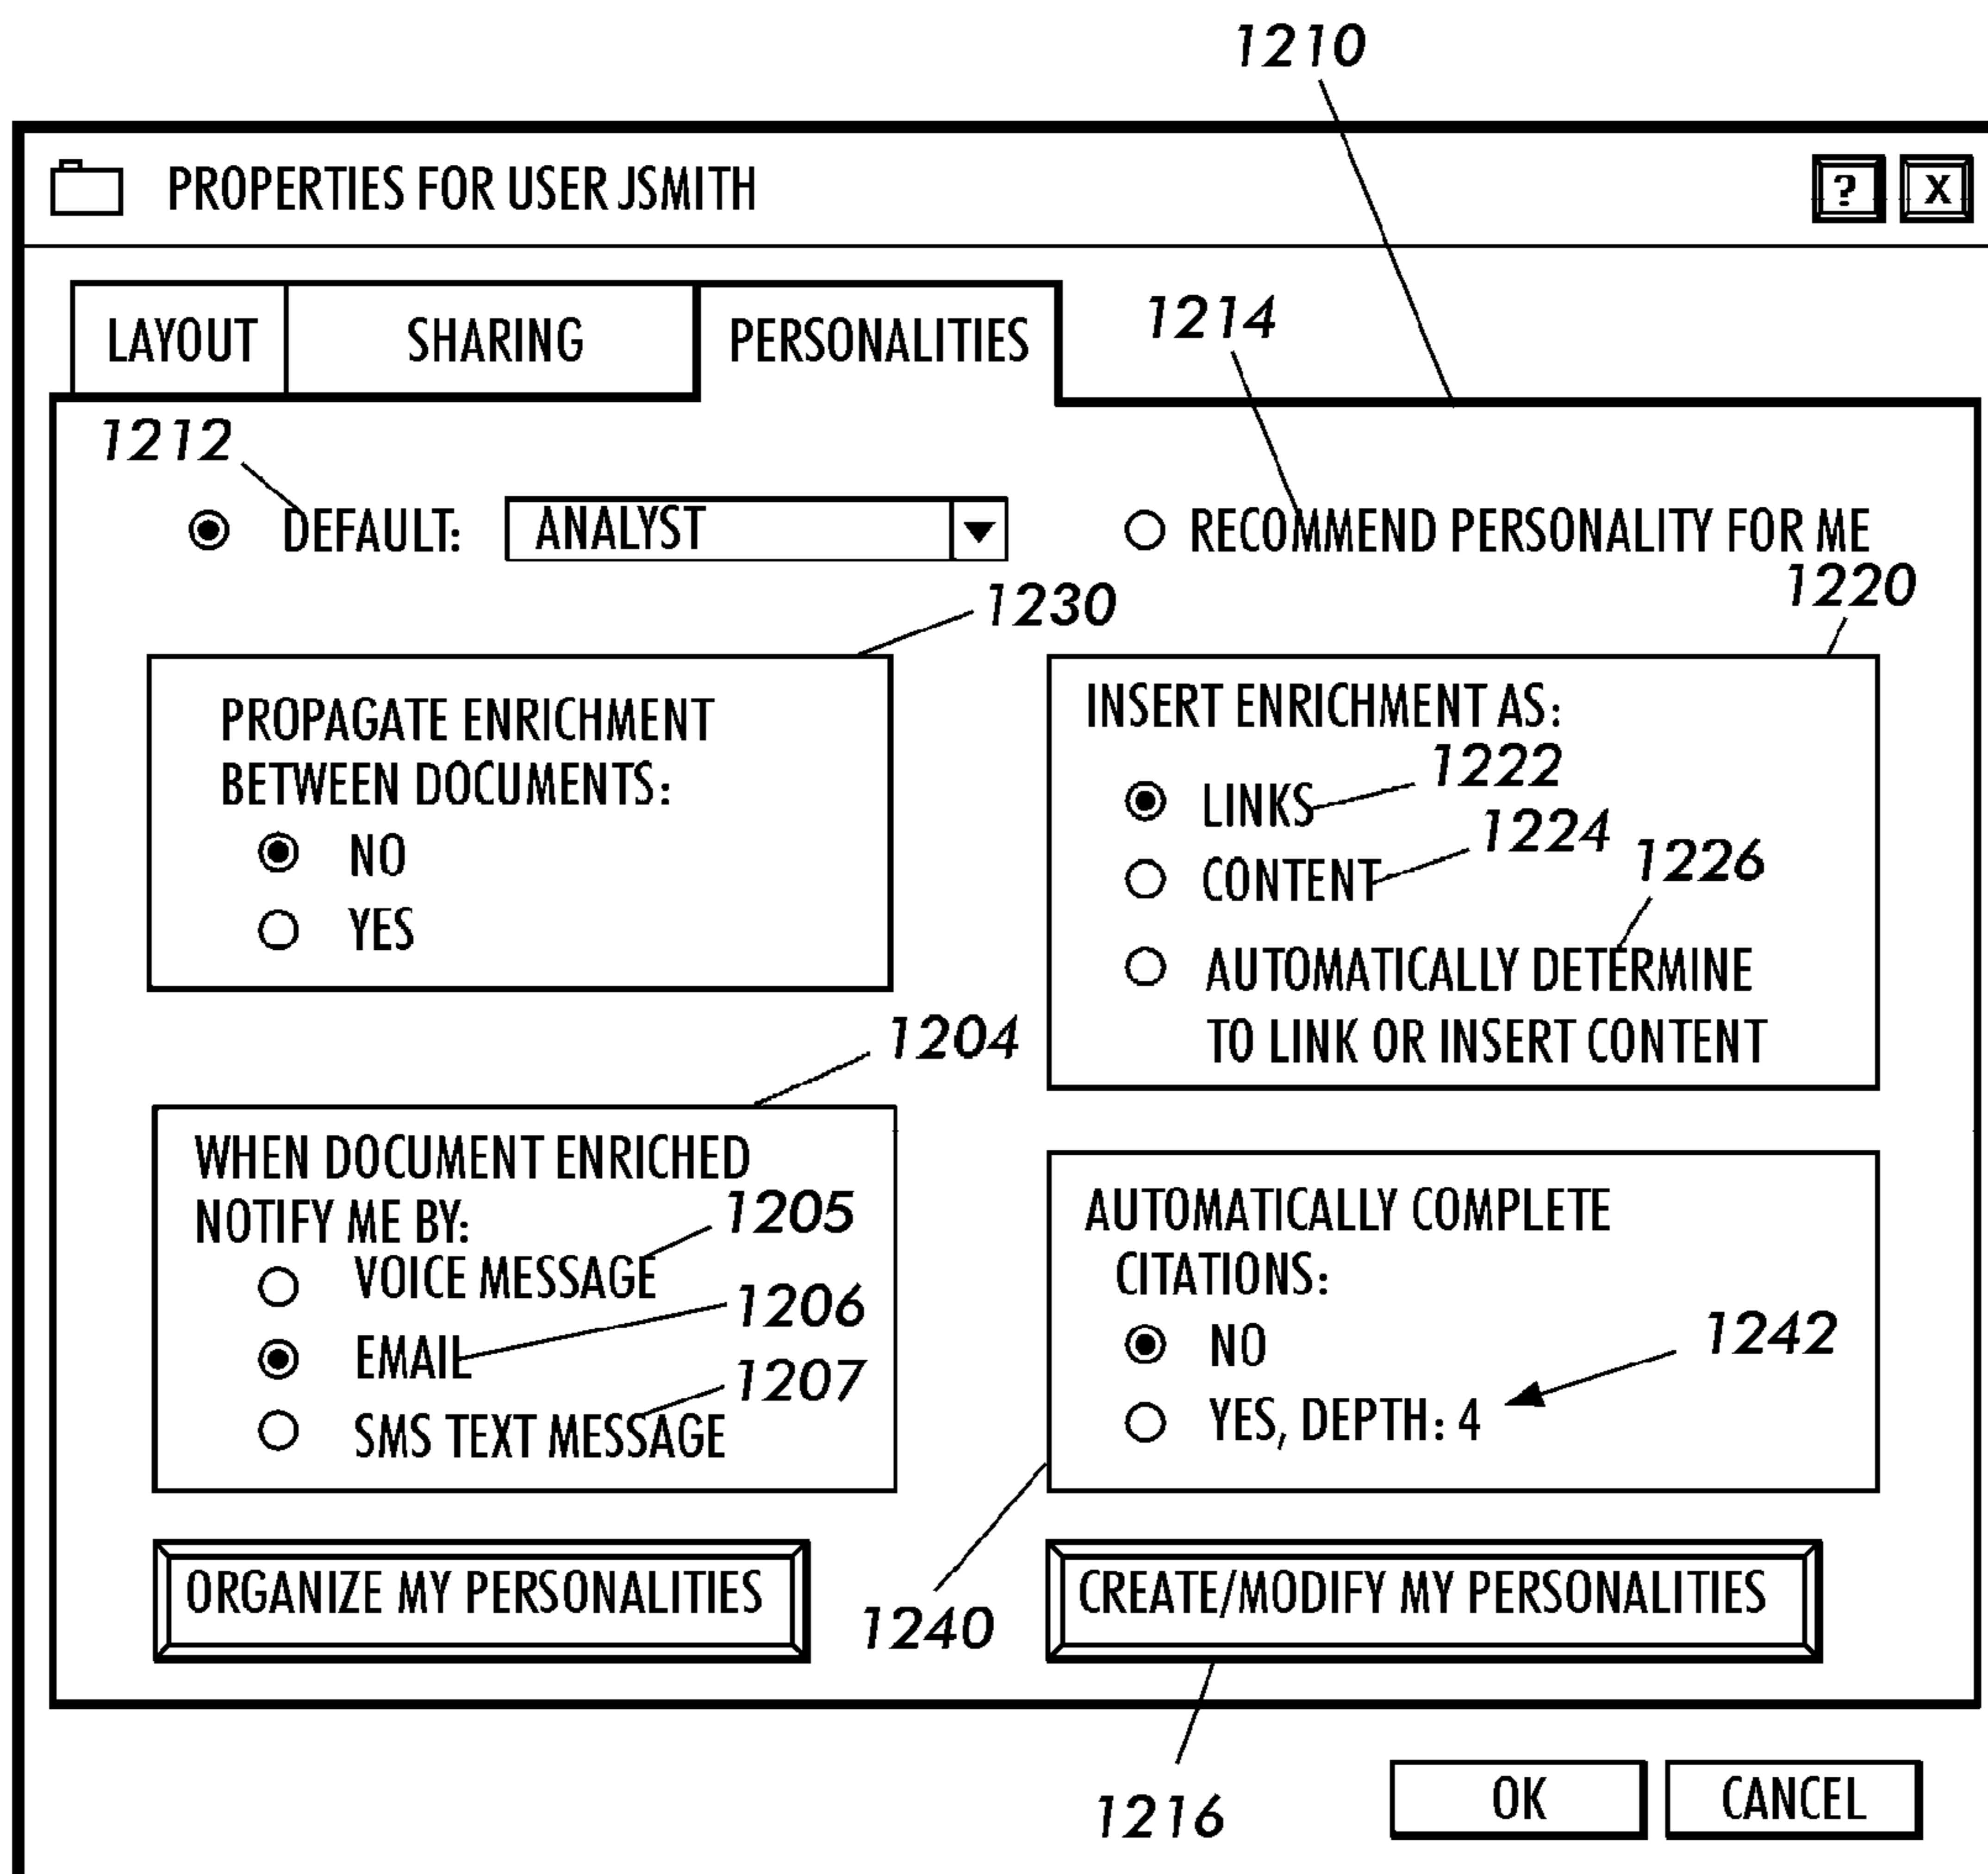 1210
PROPERTIES FOR USER JSMITH
?
X
LAYOUT
SHARING
PERSONALITIES
1214
1212
DEFAULT:
ANALYST
RECOMMEND PERSONALITY FOR ME
1230
1220
PROPAGATE ENRICHMENT
BETWEEN DOCUMENTS:
NO
YES
INSERT ENRICHMENT AS:
1222
LINKS
1224
CONTENT
1226
AUTOMATICALLY DETERMINE
TO LINK OR INSERT CONTENT
1204
WHEN DOCUMENT ENRICHED
NOTIFY ME BY:
1205
VOICE MESSAGE
1206
EMAIL
1207
SMS TEXT MESSAGE
AUTOMATICALLY COMPLETE
CITATIONS:
NO
1242
YES, DEPTH: 4
ORGANIZE MY PERSONALITIES
1240
CREATE/MODIFY MY PERSONALITIES
1216
OK
CANCEL